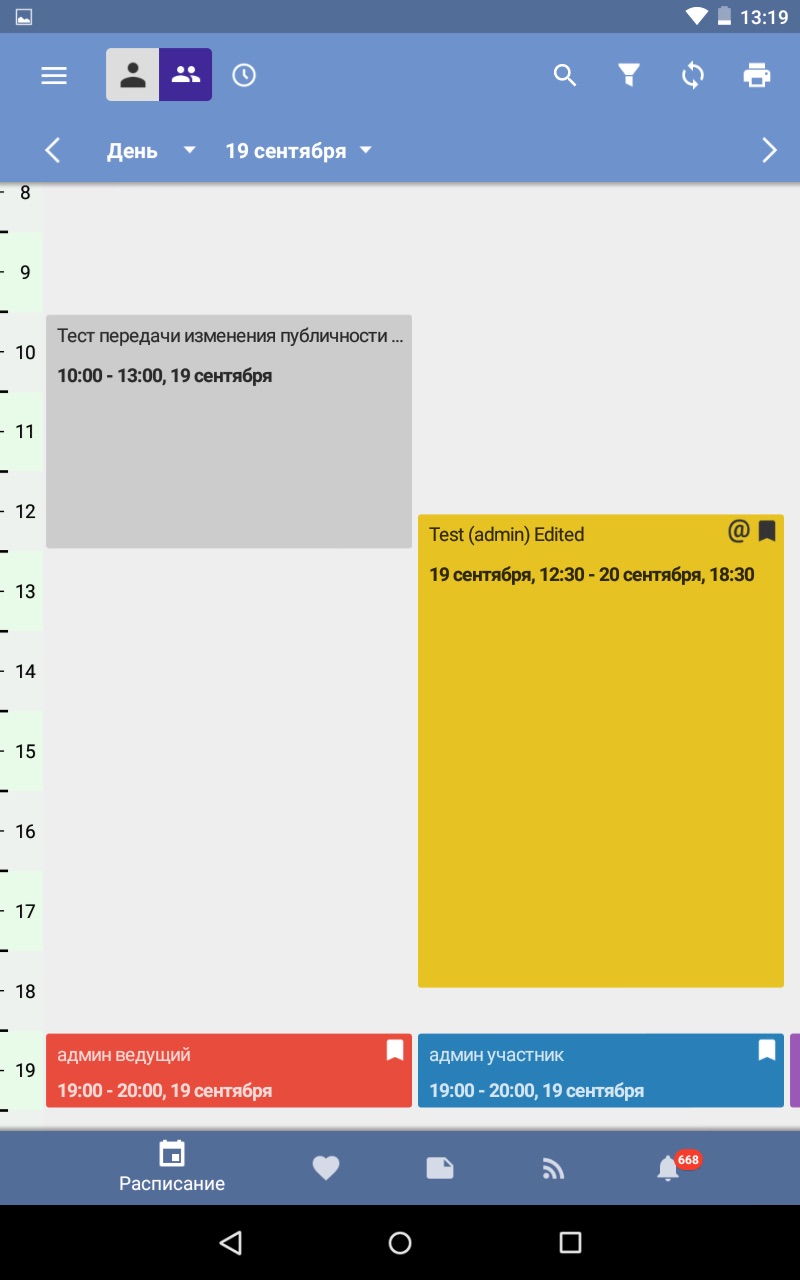 13:19
День
19 сентября
8
9
10
11
12
13
14
15
16
17
18
19
Тест передачи изменения публичности ...
10:00 - 13:00, 19 сентября
Test (admin) Edited
@
19 сентября, 12:30 - 20 сентября, 18:30
админ ведущий
19:00 - 20:00, 19 сентября
админ участник
19:00 - 20:00, 19 сентября
Расписание
668